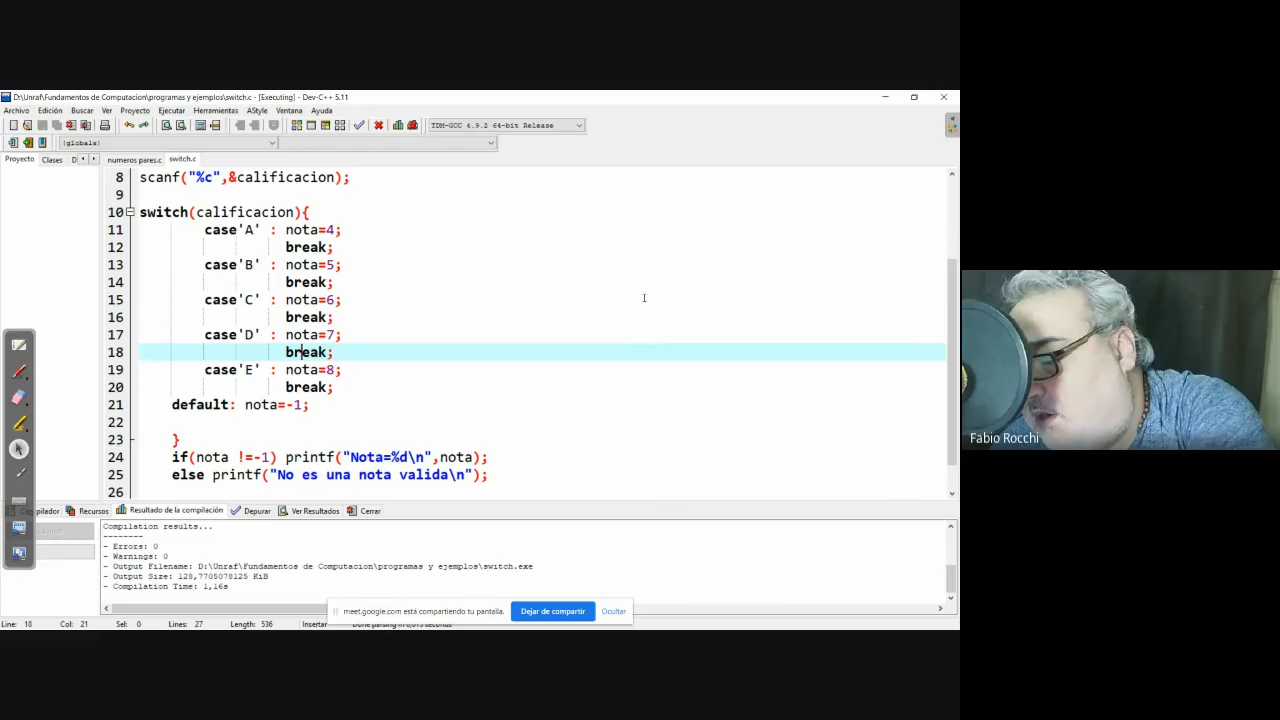 D:\Unraf\Fundamentos de Computacion\programas y ejemplos\switch.c - [Executing] - Dev-C++ 5.11
Archivo Edición Buscar Ver Proyecto Ejecutar Herramientas AStyle Ventana Ayuda
TDM-GCC 4.9.2 64-bit Release
(globals)
Proyecto Clases D numeros pares.c switch.c
8 scanf("%c",&calificacion);
9
10 switch(calificacion){
11 case'A' : nota=4;
12 break;
13 case'B' : nota=5;
14 break;
15 case'C' : nota=6;
16 break;
17 case'D' : nota=7;
18 break;
19 case'E' : nota=8;
20 break;
21 default: nota=-1;
22
23 }
24 if(nota !=-1) printf("Nota=%d\n",nota);
25 else printf("No es una nota valida\n");
26
Recursos Resultado de la compilación Depurar Ver Resultados Cerrar
Compilation results...
--------
- Errors: 0
- Warnings: 0
- Output Filename: D:\Unraf\Fundamentos de Computacion\programas y ejemplos\switch.exe
- Output Size: 128,7705078125 KiB
- Compilation Time: 1,16s
meet.google.com está compartiendo tu pantalla. Dejar de compartir Ocultar
Line: 18 Col: 21 Sel: 0 Lines: 27 Length: 536 Insertar
Fabio Rocchi